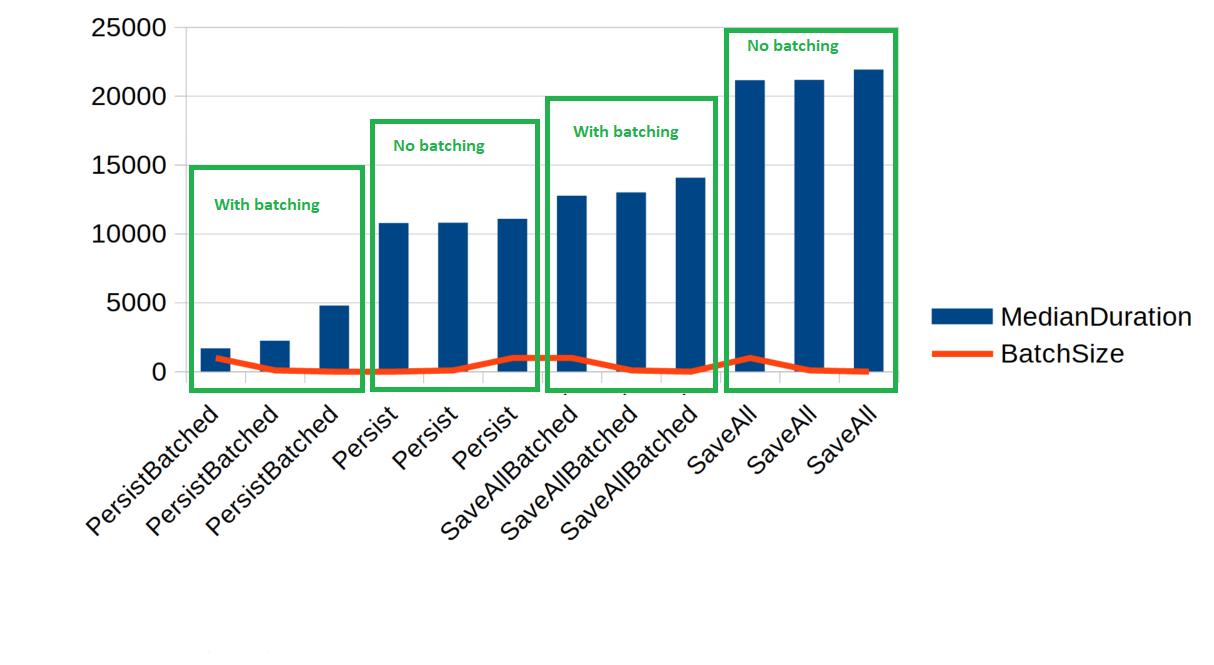 25000
20000
15000
10000
5000
0
With batching
No batching
With batching
No batching
PersistBatched
PersistBatched
PersistBatched
Persist
Persist
Persist
SaveAllBatched
SaveAllBatched
SaveAllBatched
SaveAll
SaveAll
SaveAll
MedianDuration
BatchSize